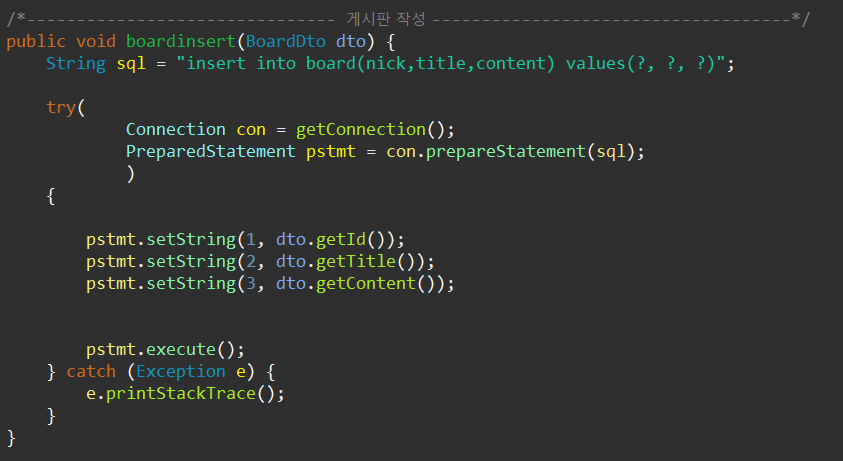 /*------------------------------- 게시판 작성 ------------------------------------*/
public void boardinsert(BoardDto dto) {
    String sql = "insert into board(nick,title,content) values(?, ?, ?)";
    try(
            Connection con = getConnection();
            PreparedStatement pstmt = con.prepareStatement(sql);
            )
    {
        pstmt.setString(1, dto.getId());
        pstmt.setString(2, dto.getTitle());
        pstmt.setString(3, dto.getContent());
        pstmt.execute();
    } catch (Exception e) {
        e.printStackTrace();
    }
}